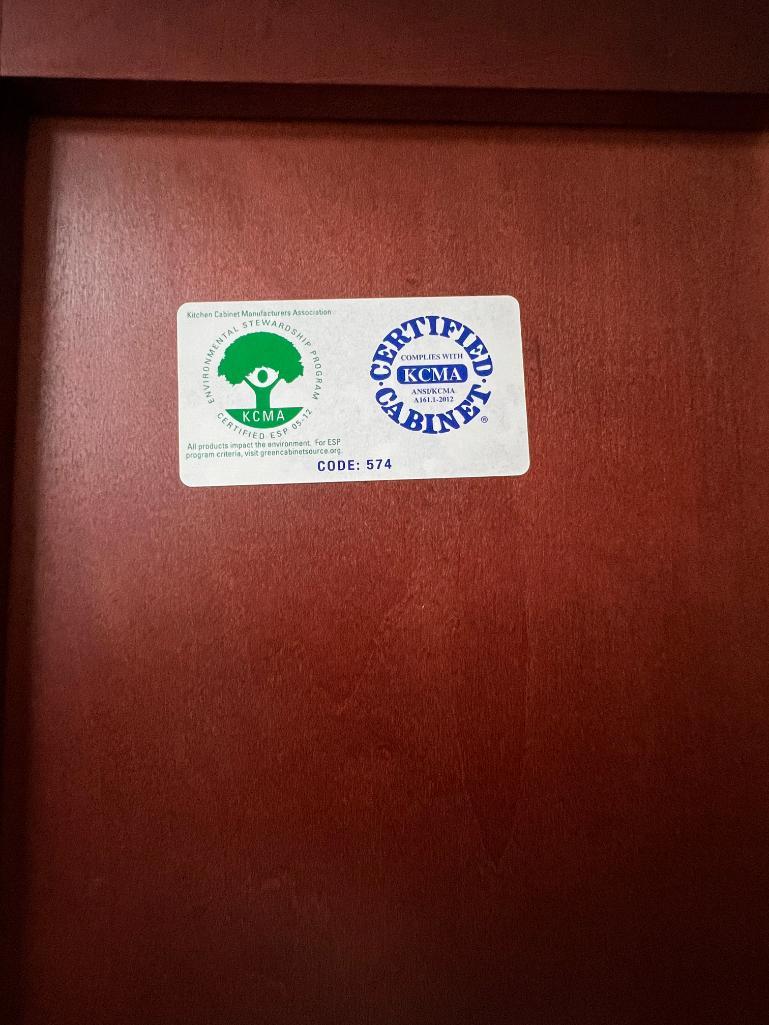 Kitchen Cabinet Manufacturers Association
ENVIRONMENTAL STEWARDSHIP PROGRAM
KCMA
CERTIFIED ESP 05-12
All products impact the environment. For ESP
program criteria, visit greencabinetsource.org.
CERTIFIED
COMPLIES WITH
KCMA
ANSI/KCMA
A161.1-2012
CABINET
®
CODE: 574